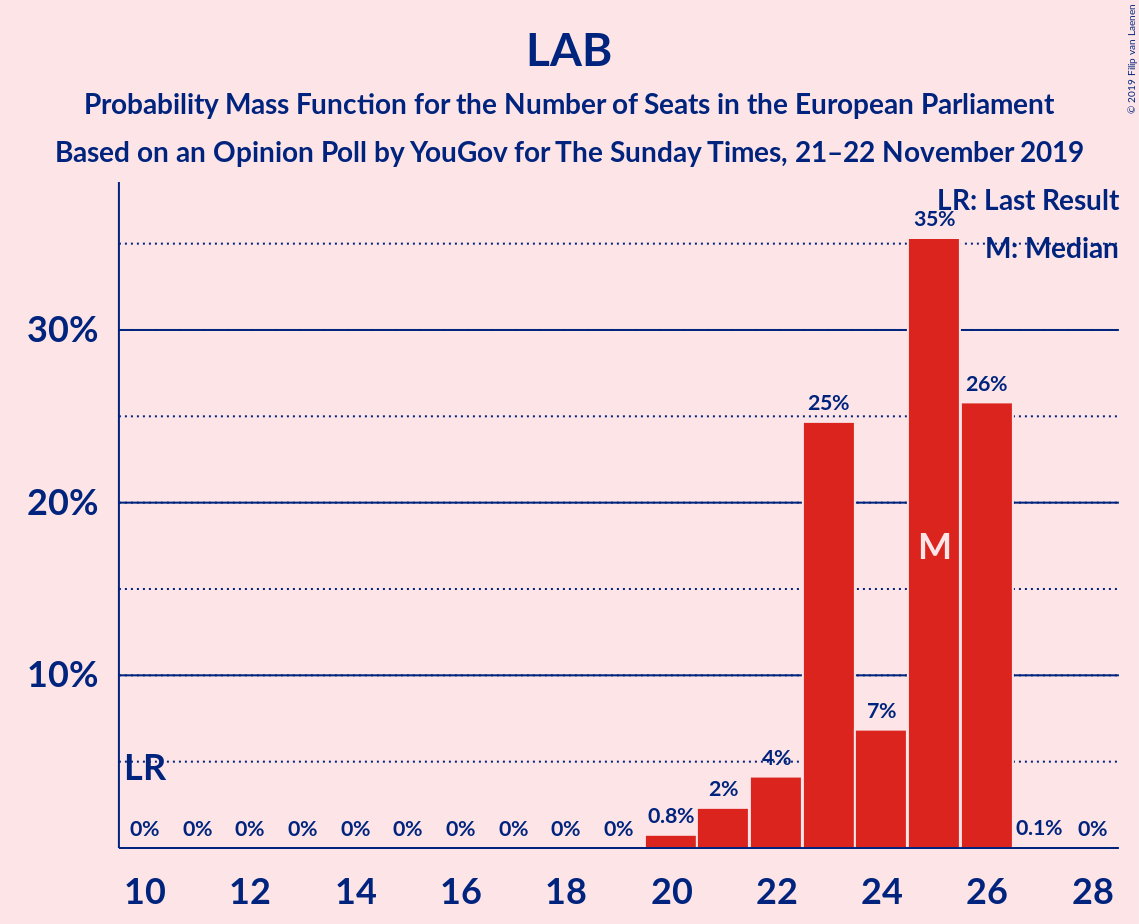 LAB
Probability Mass Function for the Number of Seats in the European Parliament
Based on an Opinion Poll by YouGov for The Sunday Times, 21–22 November 2019
© 2019 Filip van Laenen
LR: Last Result
M: Median
35%
30%
26%
25%
20%
M
10%
7%
LR
4%
2%
0% 0% 0% 0% 0% 0% 0% 0% 0% 0% 0.8% 0.1% 0%
10 12 14 16 18 20 22 24 26 28